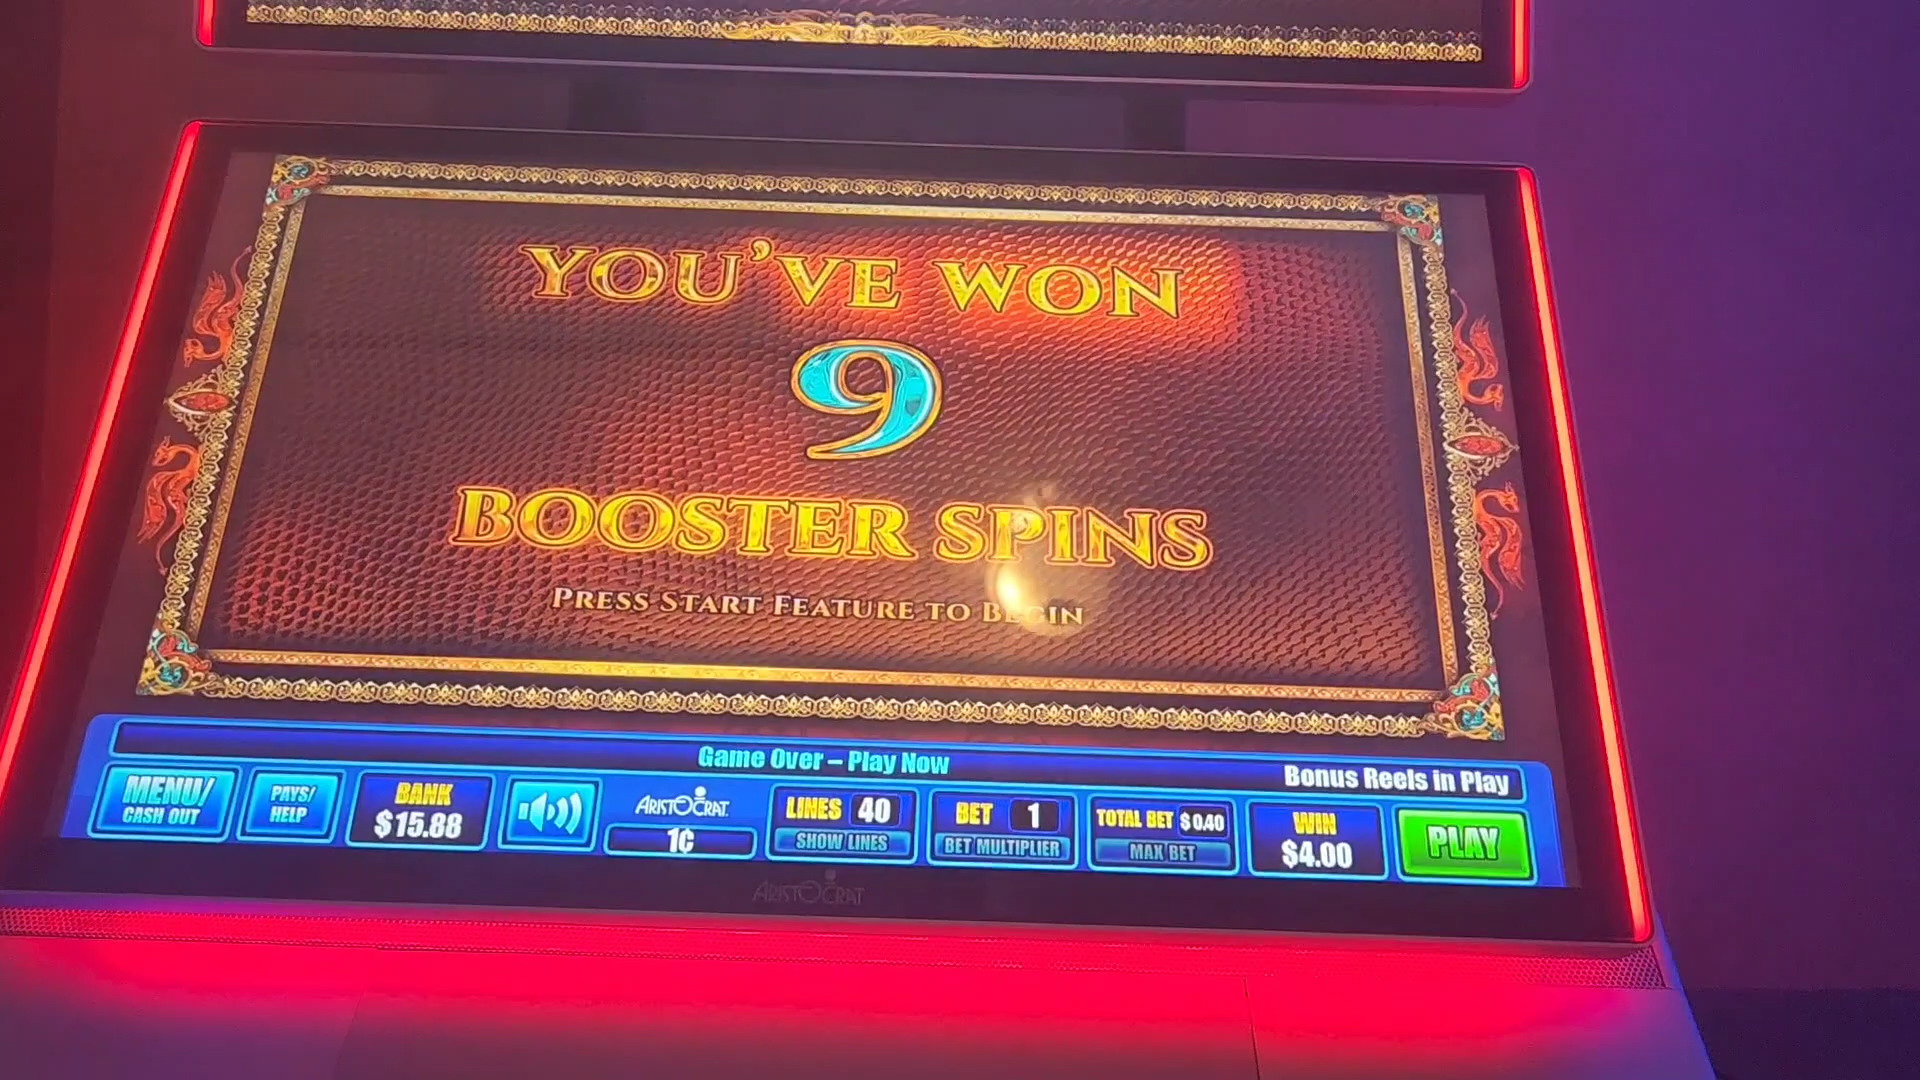 YOU'VE WON
9
BOOSTER SPINS
PRESS START FEATURE TO BEGIN
Game Over – Play Now
Bonus Reels in Play
MENU/
CASH OUT
PAYS/
HELP
BANK
$15.88
ARISTOCRAT
1¢
LINES 40
SHOW LINES
BET 1
BET MULTIPLIER
TOTAL BET $0.40
MAX BET
WIN
$4.00
PLAY
ARISTOCRAT